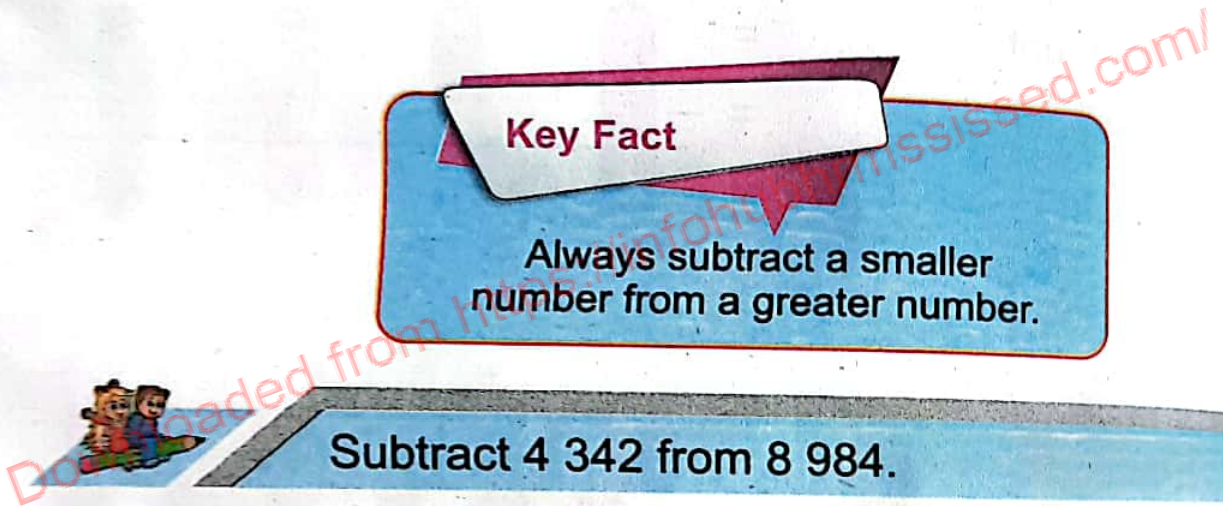 Key Fact
Always subtract a smaller
number from a greater number.
Subtract 4 342 from 8 984.